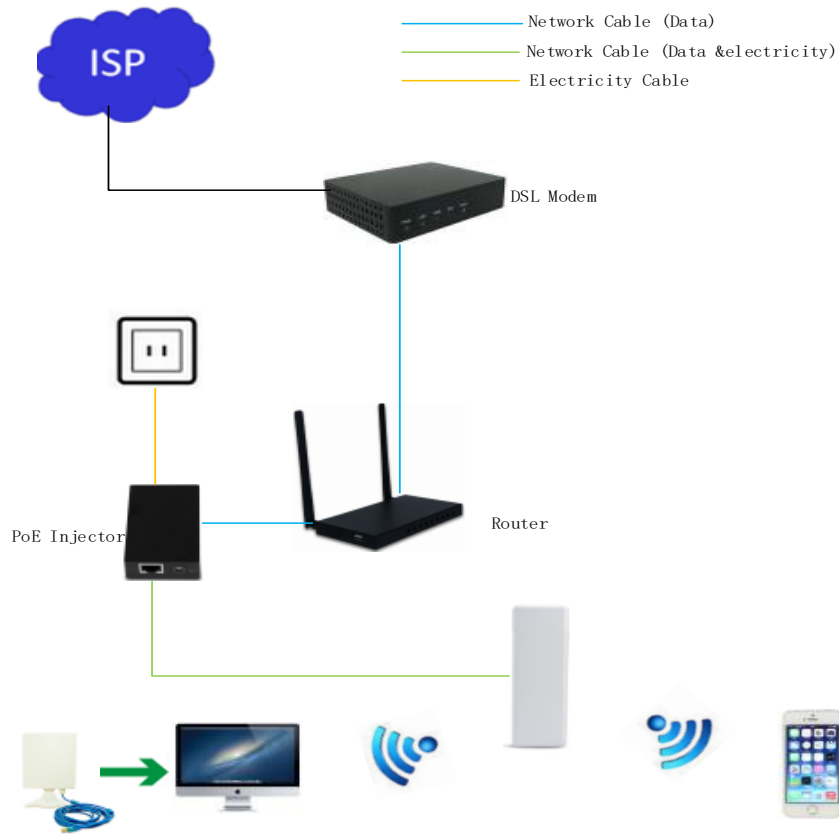 ISP
Network Cable (Data)
Network Cable (Data &electricity)
Electricity Cable
DSL Modem
PoE Injector
Router